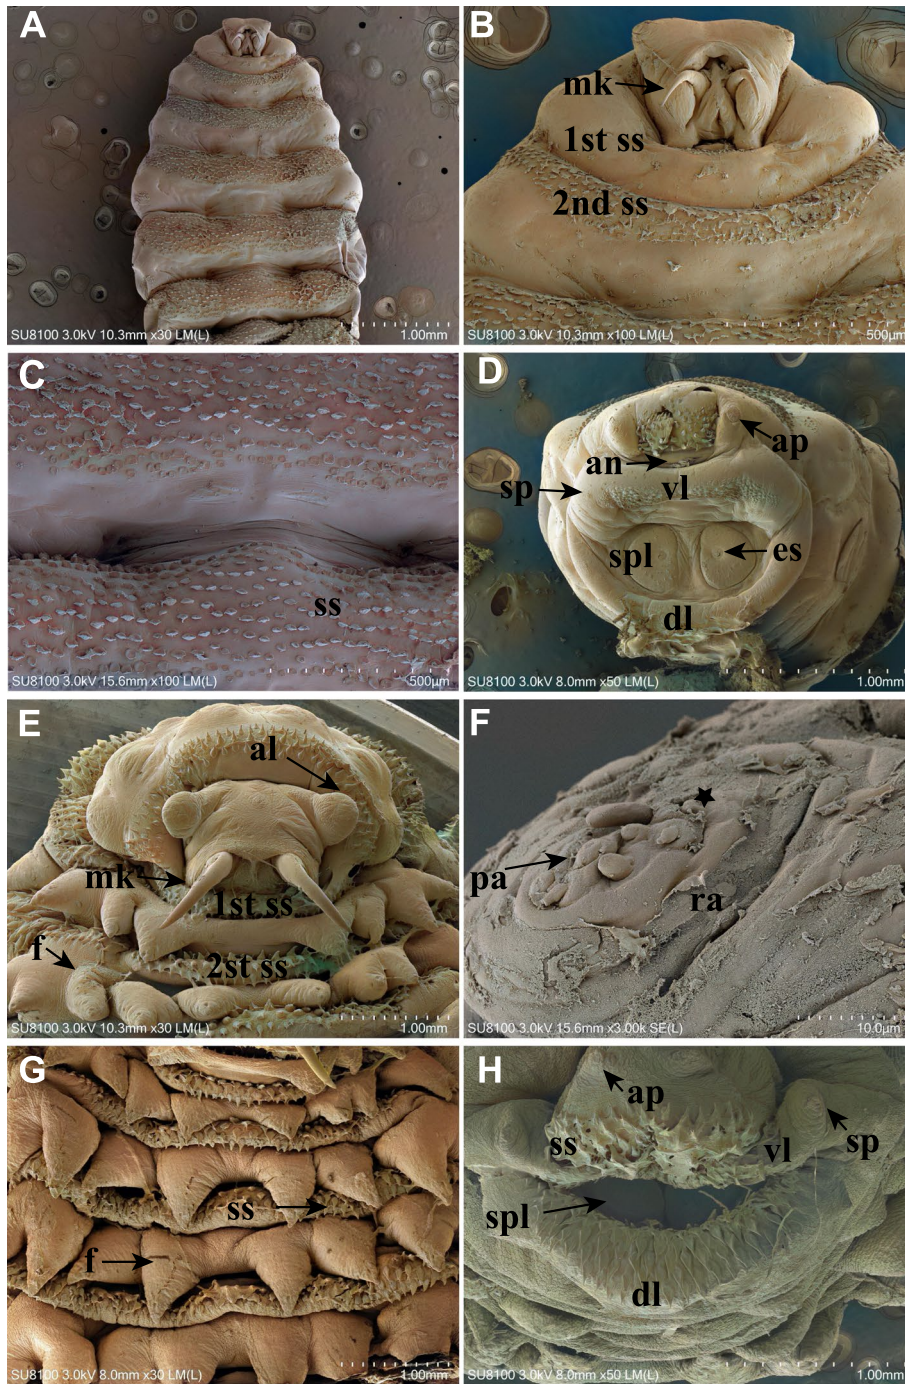 A
SU8100 3.0kV 10.3mm x30 LM(L) 1.00mm
B
mk
1st ss
2nd ss
SU8100 3.0kV 10.3mm x100 LM(L) 500µm
C
ss
SU8100 3.0kV 15.6mm x100 LM(L) 500µm
D
ap
an
sp
vl
spl
es
dl
SU8100 3.0kV 8.0mm x50 LM(L) 1.00mm
E
al
mk
1st ss
f
2st ss
SU8100 3.0kV 10.3mm x30 LM(L) 1.00mm
F
pa
ra
SU8100 3.0kV 15.6mm x3.00k SE(L) 10.0µm
G
ss
f
SU8100 3.0kV 8.0mm x30 LM(L) 1.00mm
H
ap
ss
vl
sp
spl
dl
SU8100 3.0kV 8.0mm x50 LM(L) 1.00mm